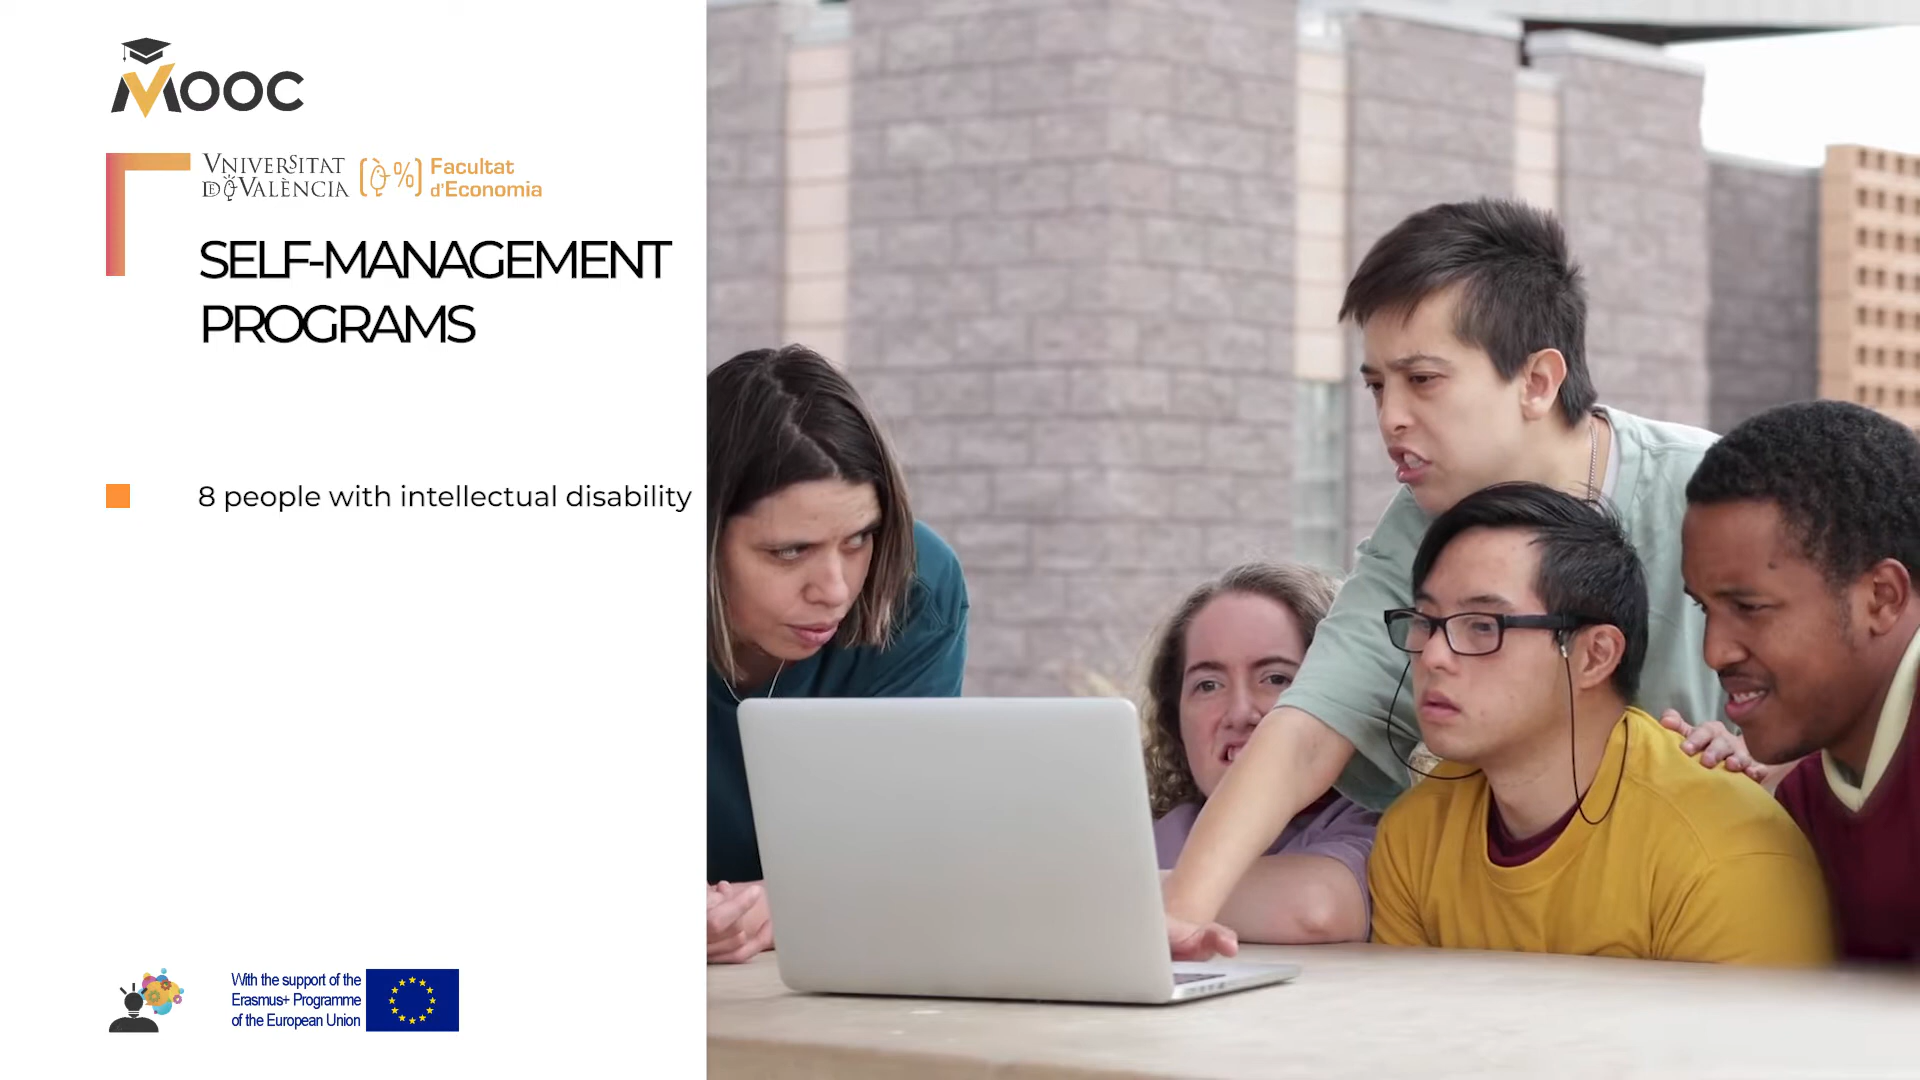 MOOC
VNIVERSITAT
DE VALÈNCIA
Facultat
d'Economia
SELF-MANAGEMENT
PROGRAMS
8 people with intellectual disability
With the support of the
Erasmus+ Programme
of the European Union